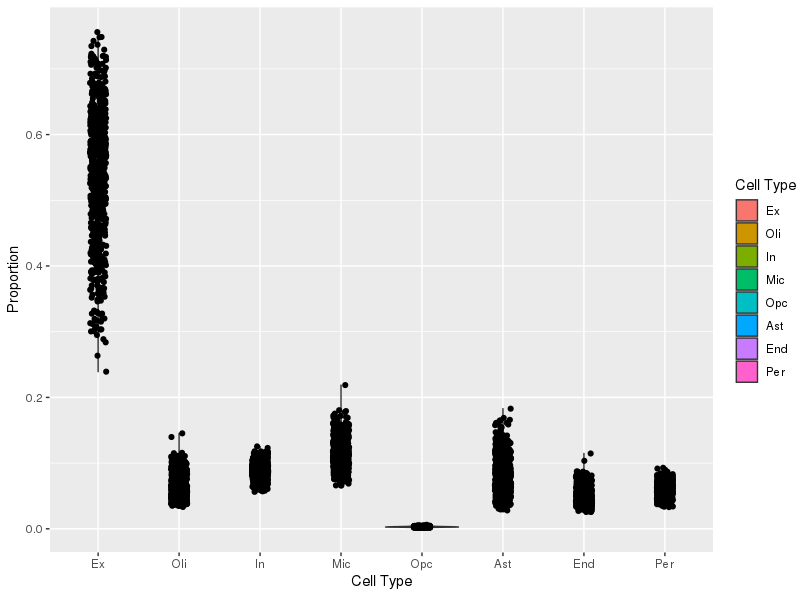 Proportion
0.6
0.4
0.2
0.0
Ex Oli In Mic Opc Ast End Per
Cell Type
Cell Type
Ex
Oli
In
Mic
Opc
Ast
End
Per